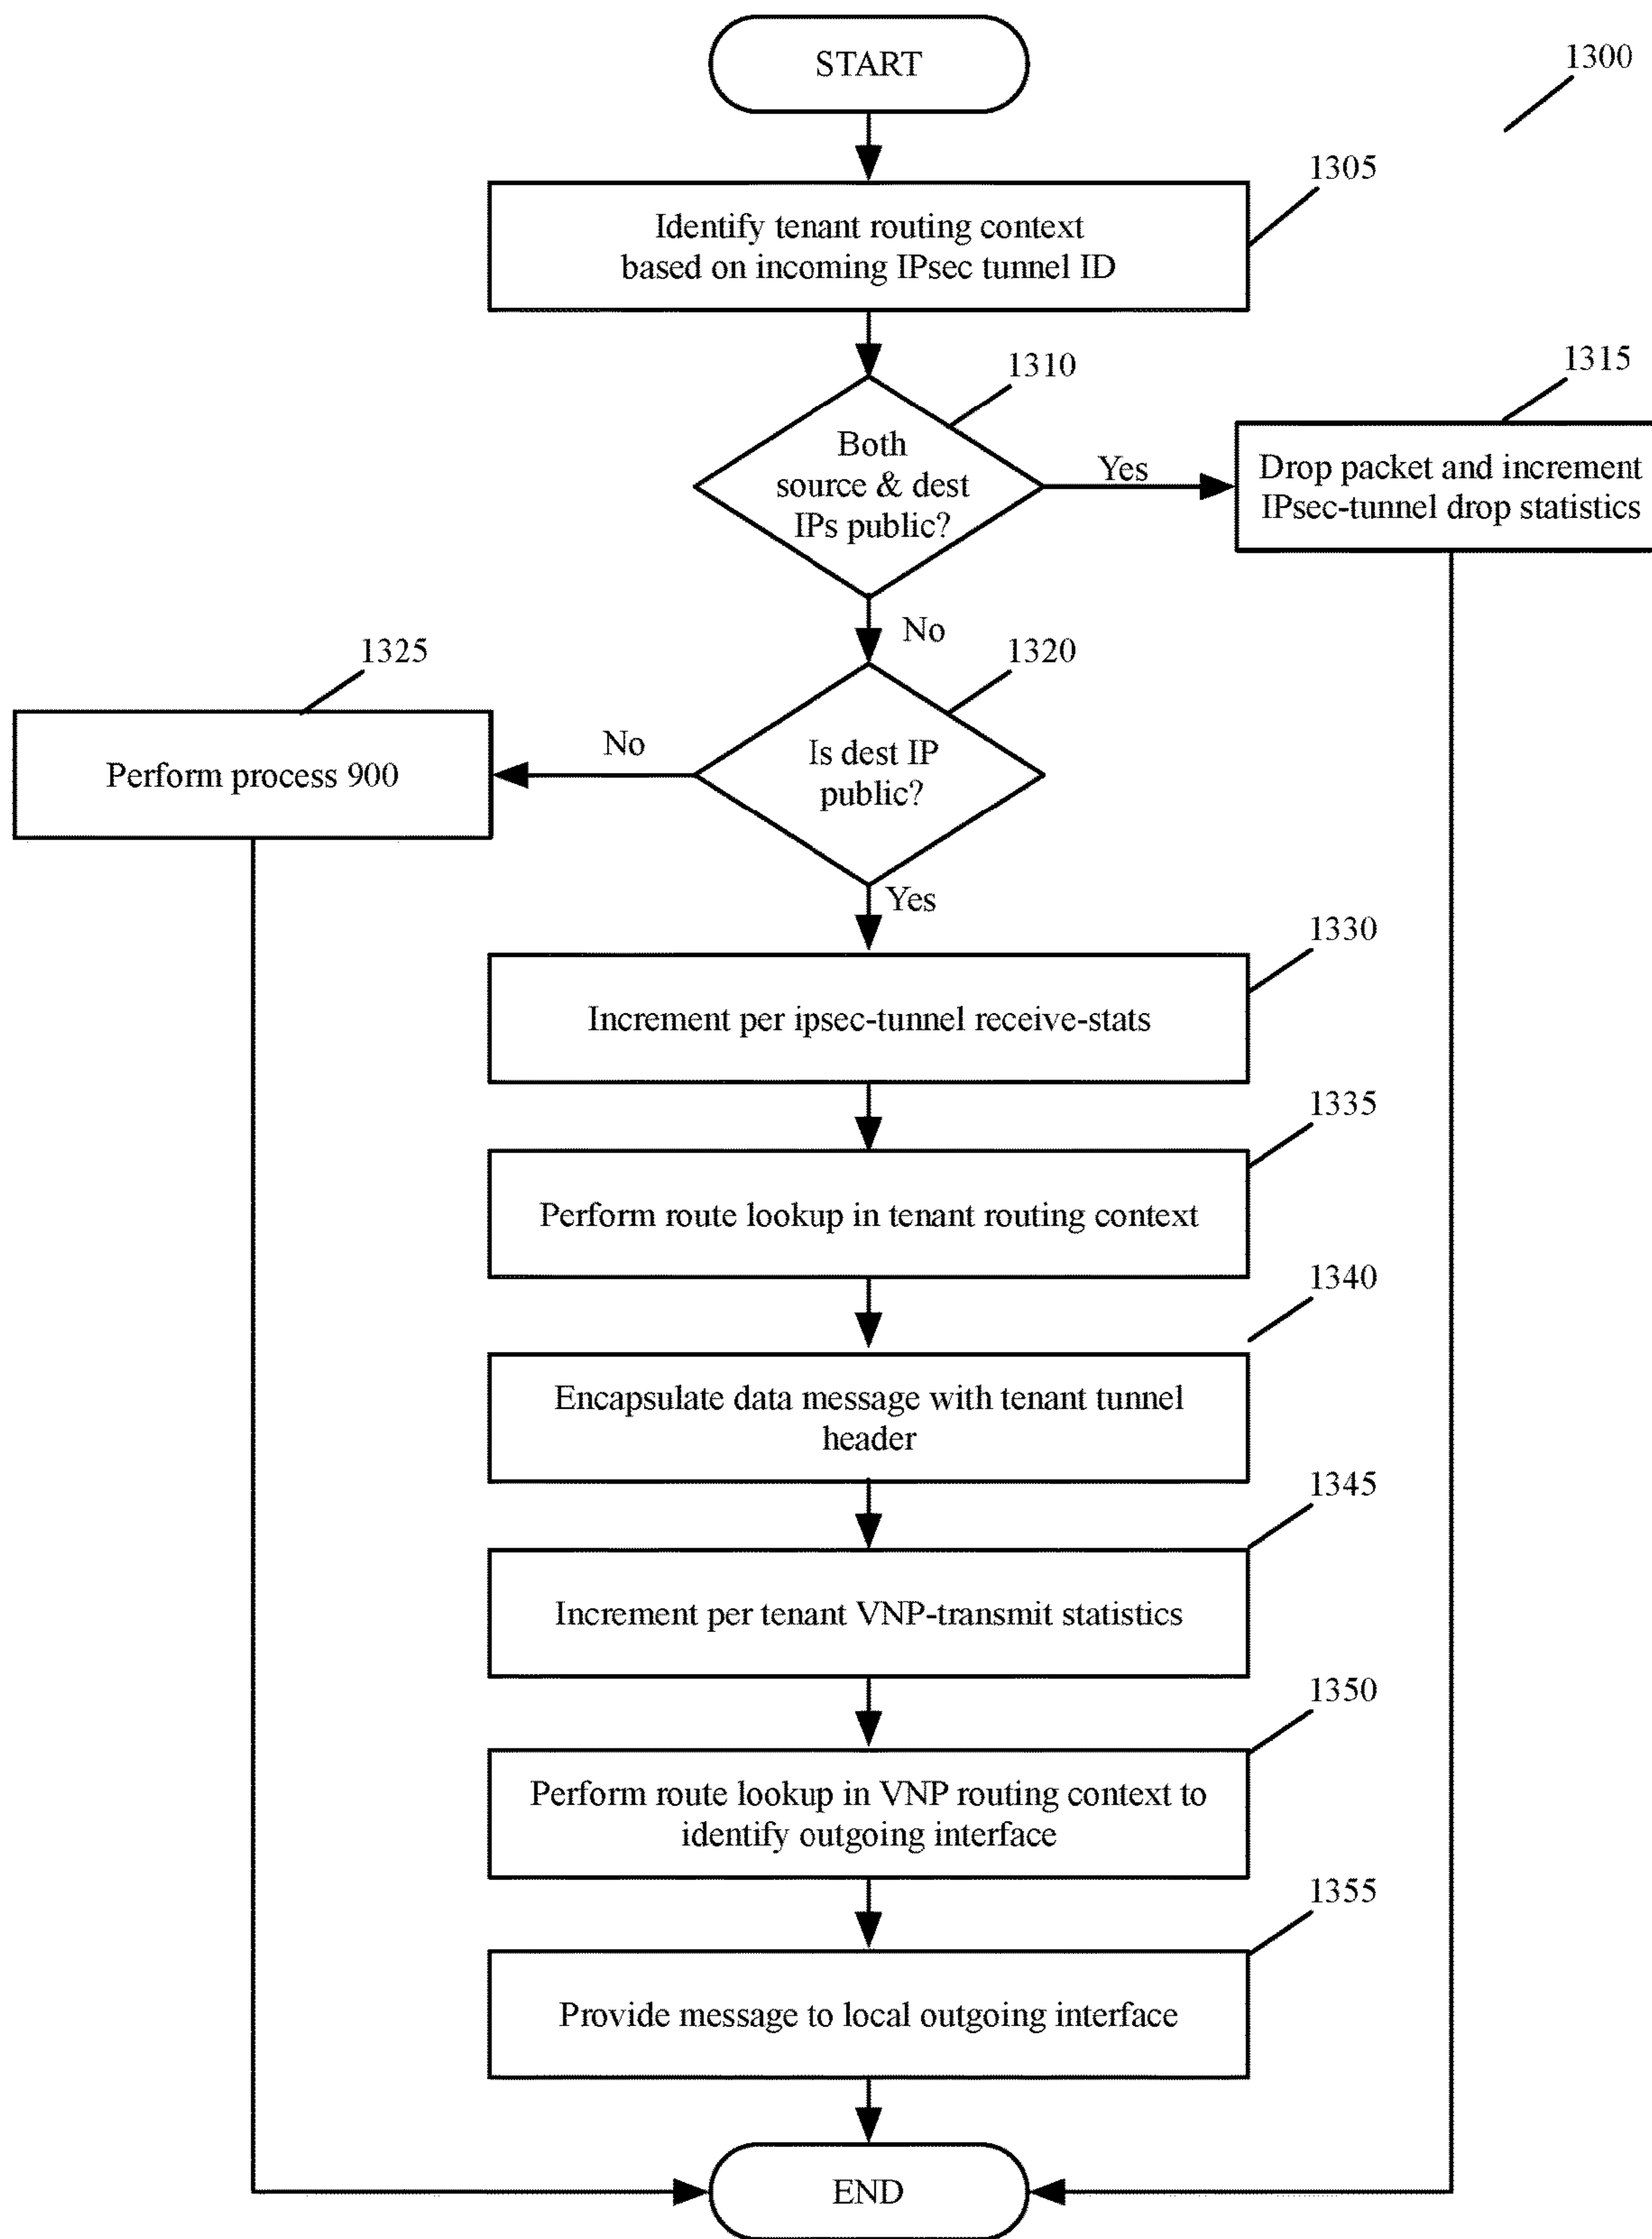 START
1300
1305
Identify tenant routing context
based on incoming IPsec tunnel ID
1310
1315
Both
source & dest
IPs public?
Yes
Drop packet and increment
IPsec-tunnel drop statistics
No
1325
1320
Perform process 900
No
Is dest IP
public?
Yes
1330
Increment per ipsec-tunnel receive-stats
1335
Perform route lookup in tenant routing context
1340
Encapsulate data message with tenant tunnel
header
1345
Increment per tenant VNP-transmit statistics
1350
Perform route lookup in VNP routing context to
identify outgoing interface
1355
Provide message to local outgoing interface
END